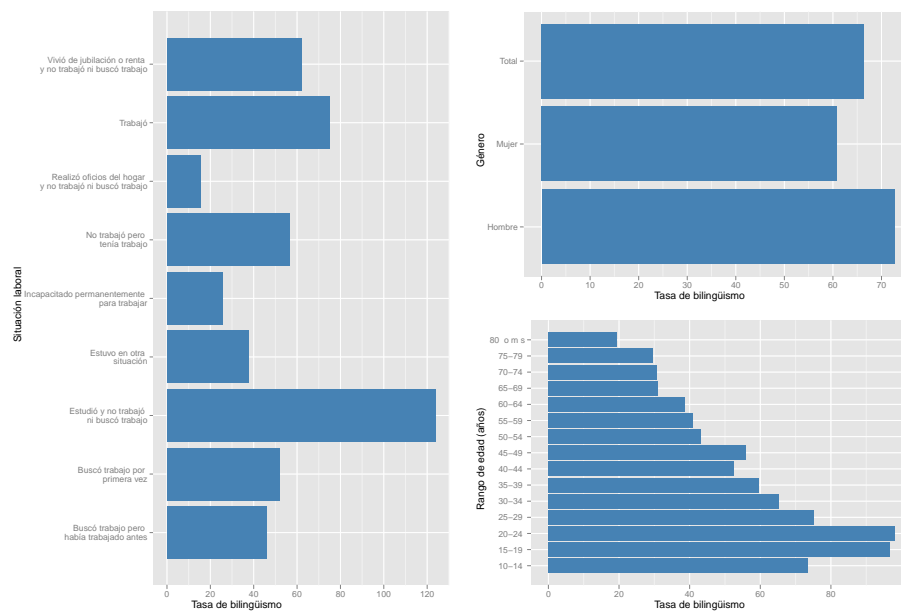 Situación laboral
Vivió de jubilación o renta
y no trabajó ni buscó trabajo
Trabajó
Realizó oficios del hogar
y no trabajó ni buscó trabajo
No trabajó pero
tenía trabajo
Incapacitado permanentemente
para trabajar
Estuvo en otra
situación
Estudió y no trabajó
ni buscó trabajo
Buscó trabajo por
primera vez
Buscó trabajo pero
había trabajado antes
0 20 40 60 80 100 120
Tasa de bilingüismo
Género
Total
Mujer
Hombre
0 10 20 30 40 50 60 70
Tasa de bilingüismo
Rango de edad (años)
80 o m s
75–79
70–74
65–69
60–64
55–59
50–54
45–49
40–44
35–39
30–34
25–29
20–24
15–19
10–14
0 20 40 60 80
Tasa de bilingüismo